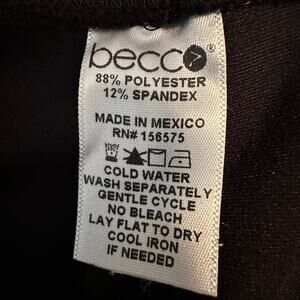 becco®
88% POLYESTER
12% SPANDEX
MADE IN MEXICO
RN# 156575
COLD WATER
WASH SEPARATELY
GENTLE CYCLE
NO BLEACH
LAY FLAT TO DRY
COOL IRON
IF NEEDED